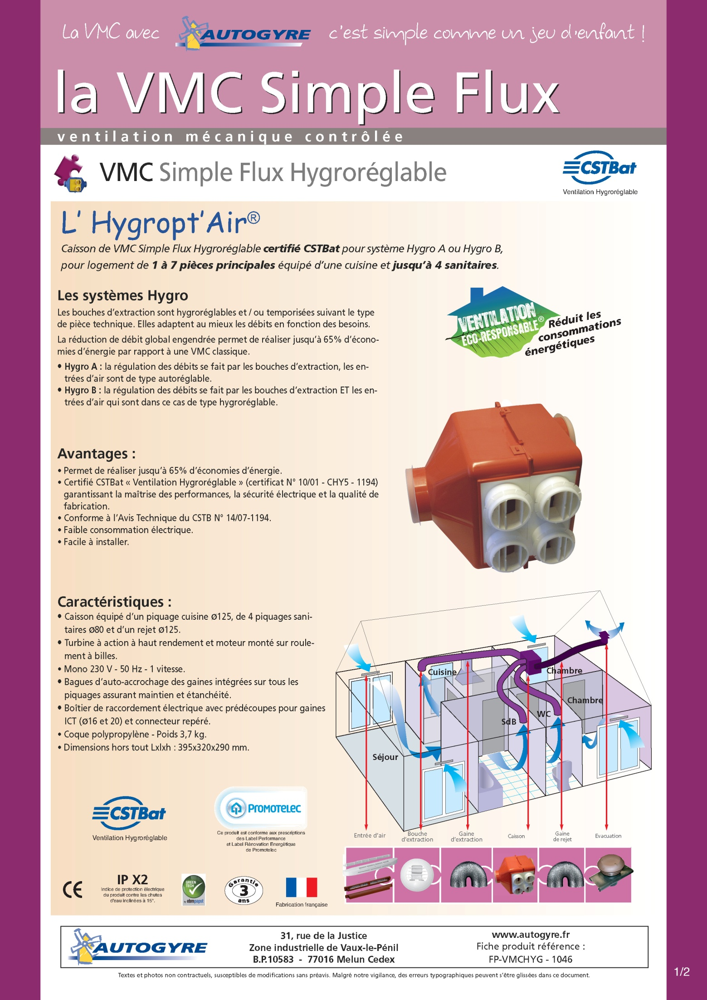 La VMC avec AUTOGYRE c'est simple comme un jeu d'enfant !
la VMC Simple Flux
ventilation mécanique contrôlée
VMC Simple Flux Hygroréglable
CSTBat
Ventilation Hygroréglable
L' Hygropt'Air®
Caisson de VMC Simple Flux Hygroréglable certifié CSTBat pour système Hygro A ou Hygro B,
pour logement de 1 à 7 pièces principales équipé d'une cuisine et jusqu'à 4 sanitaires.
Les systèmes Hygro
Les bouches d'extraction sont hygroréglables et / ou temporisées suivant le type
de pièce technique. Elles adaptent au mieux les débits en fonction des besoins.
La réduction de débit global engendrée permet de réaliser jusqu'à 65% d'écono-
mies d'énergie par rapport à une VMC classique.
• Hygro A : la régulation des débits se fait par les bouches d'extraction, les en-
trées d'air sont de type autoréglable.
• Hygro B : la régulation des débits se fait par les bouches d'extraction ET les en-
trées d'air qui sont dans ce cas de type hygroréglable.
VENTILATION
ECO-RESPONSABLE®
Réduit les
consommations
énergétiques
Avantages :
• Permet de réaliser jusqu'à 65% d'économies d'énergie.
• Certifié CSTBat « Ventilation Hygroréglable » (certificat N° 10/01 - CHY5 - 1194)
garantissant la maîtrise des performances, la sécurité électrique et la qualité de
fabrication.
• Conforme à l'Avis Technique du CSTB N° 14/07-1194.
• Faible consommation électrique.
• Facile à installer.
Caractéristiques :
• Caisson équipé d'un piquage cuisine ø125, de 4 piquages sani-
taires ø80 et d'un rejet ø125.
• Turbine à action à haut rendement et moteur monté sur roule-
ment à billes.
• Mono 230 V - 50 Hz - 1 vitesse.
• Bagues d'auto-accrochage des gaines intégrées sur tous les
piquages assurant maintien et étanchéité.
• Boîtier de raccordement électrique avec prédécoupes pour gaines
ICT (ø16 et 20) et connecteur repéré.
• Coque polypropylène - Poids 3,7 kg.
• Dimensions hors tout Lxlxh : 395x320x290 mm.
Cuisine
Chambre
Chambre
WC
SdB
Séjour
Entrée d'air
Bouche
d'extraction
Gaine
d'extraction
Caisson
Gaine
de rejet
Evacuation
CSTBat
Ventilation Hygroréglable
Promotelec
Ce produit est conforme aux prescriptions
des Label Performance
et Label Rénovation Energétique
de Promotelec
CE
IP X2
Indice de protection électrique
du produit contre les chutes
d'eau inclinées à 15°.
GREEN
TECH
by ebmpapst
Garantie
3
ans
Fabrication française
AUTOGYRE
31, rue de la Justice
Zone industrielle de Vaux-le-Pénil
B.P.10583 - 77016 Melun Cedex
www.autogyre.fr
Fiche produit référence :
FP-VMCHYG - 1046
Textes et photos non contractuels, susceptibles de modifications sans préavis. Malgré notre vigilance, des erreurs typographiques peuvent s'être glissées dans ce document.
1/2